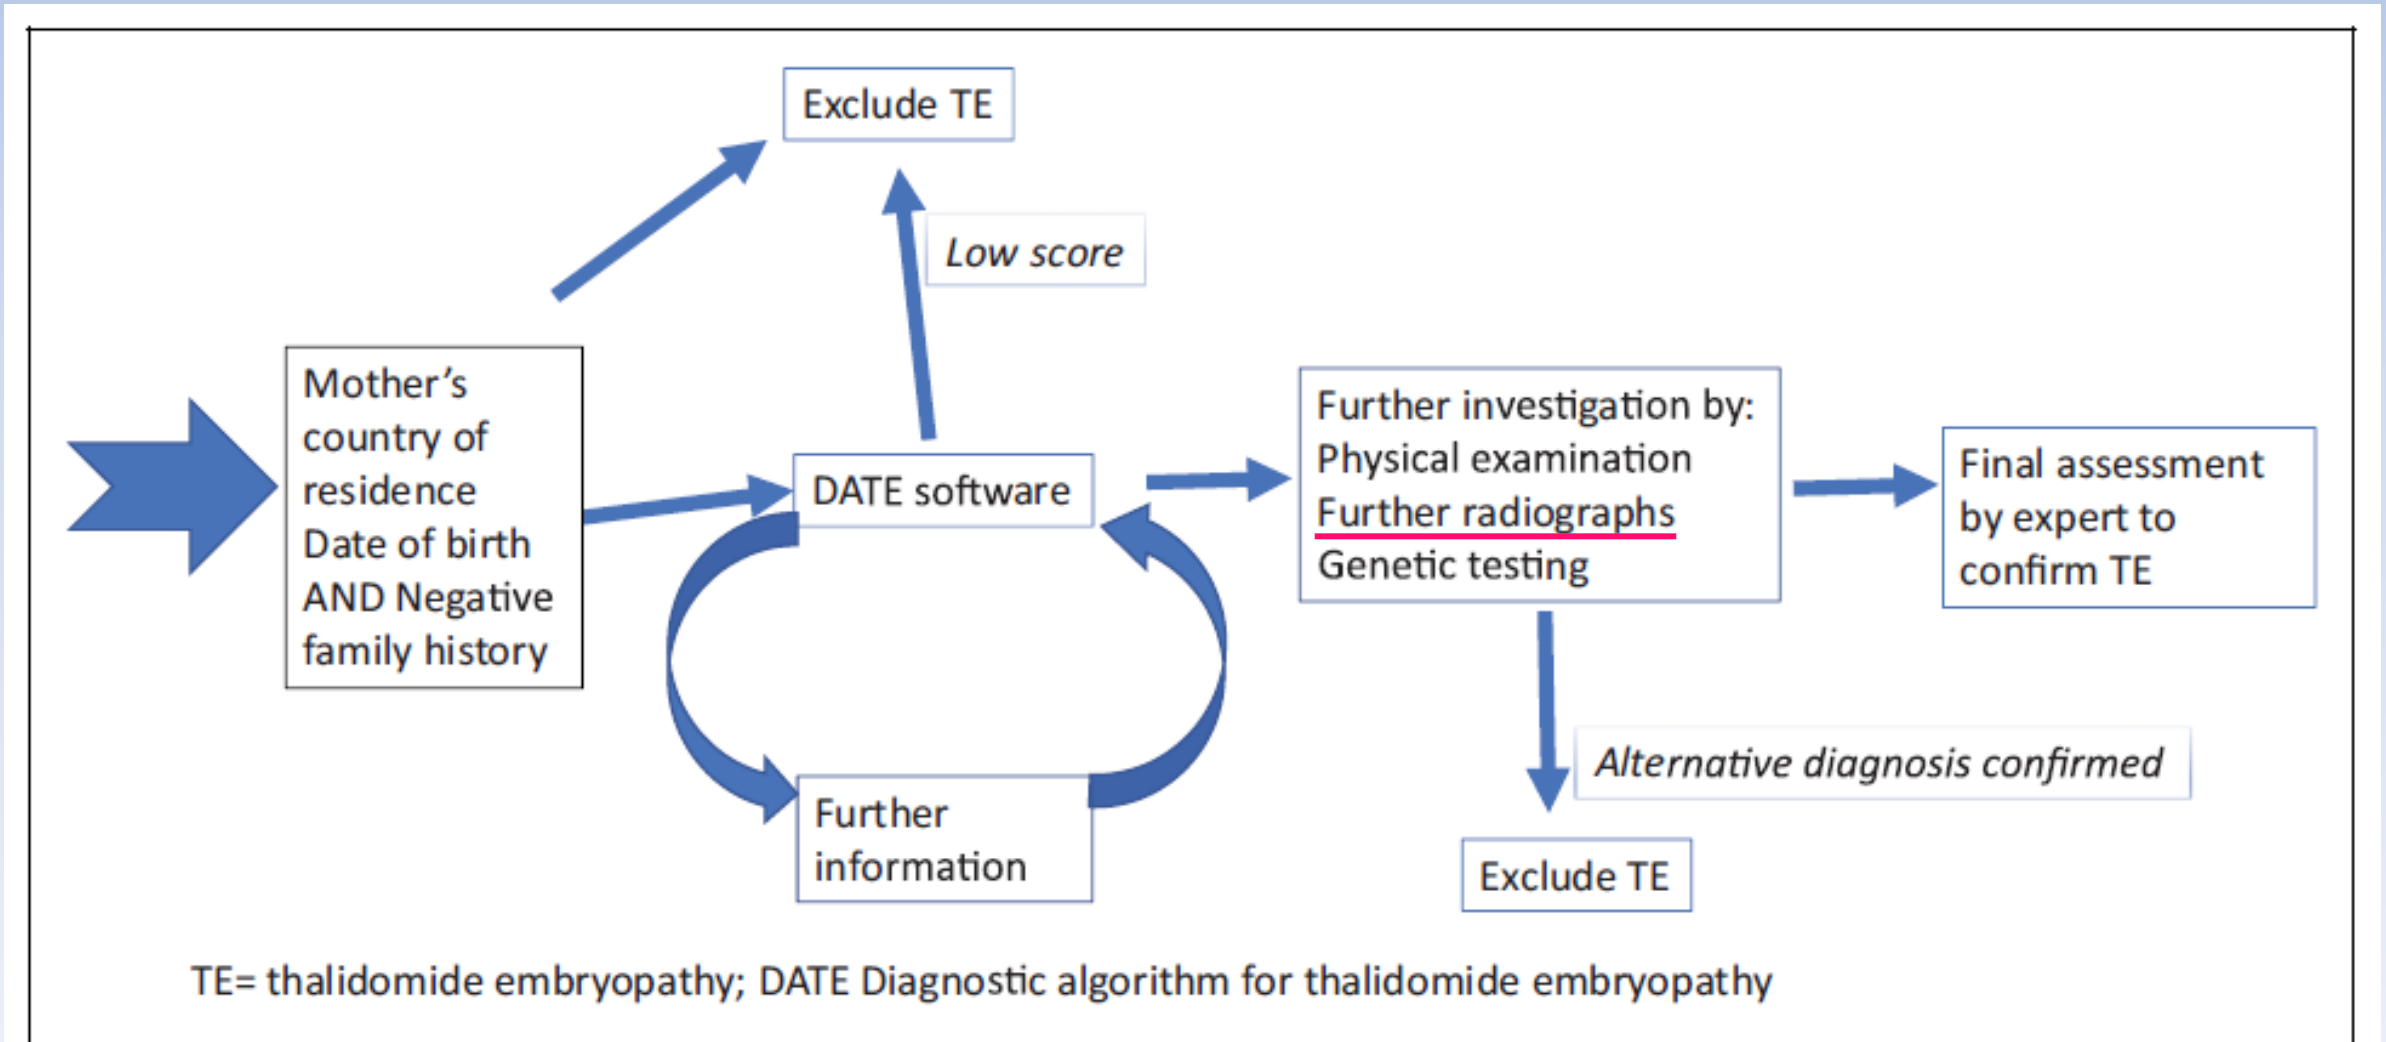 Exclude TE
Low score
Mother’s
country of
residence
Date of birth
AND Negative
family history
DATE software
Further
information
Further investigation by:
Physical examination
Further radiographs
Genetic testing
Final assessment
by expert to
confirm TE
Alternative diagnosis confirmed
Exclude TE
TE= thalidomide embryopathy; DATE Diagnostic algorithm for thalidomide embryopathy